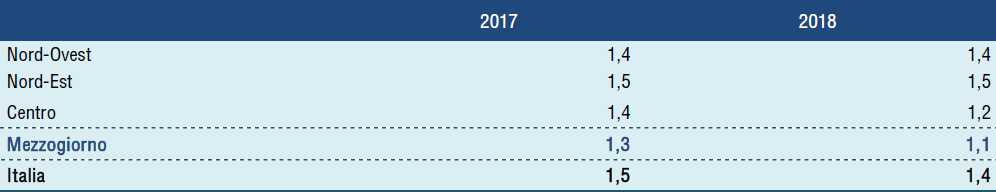 2017 2018
Nord-Ovest 1,4 1,4
Nord-Est 1,5 1,5
Centro 1,4 1,2
Mezzogiorno 1,3 1,1
Italia 1,5 1,4